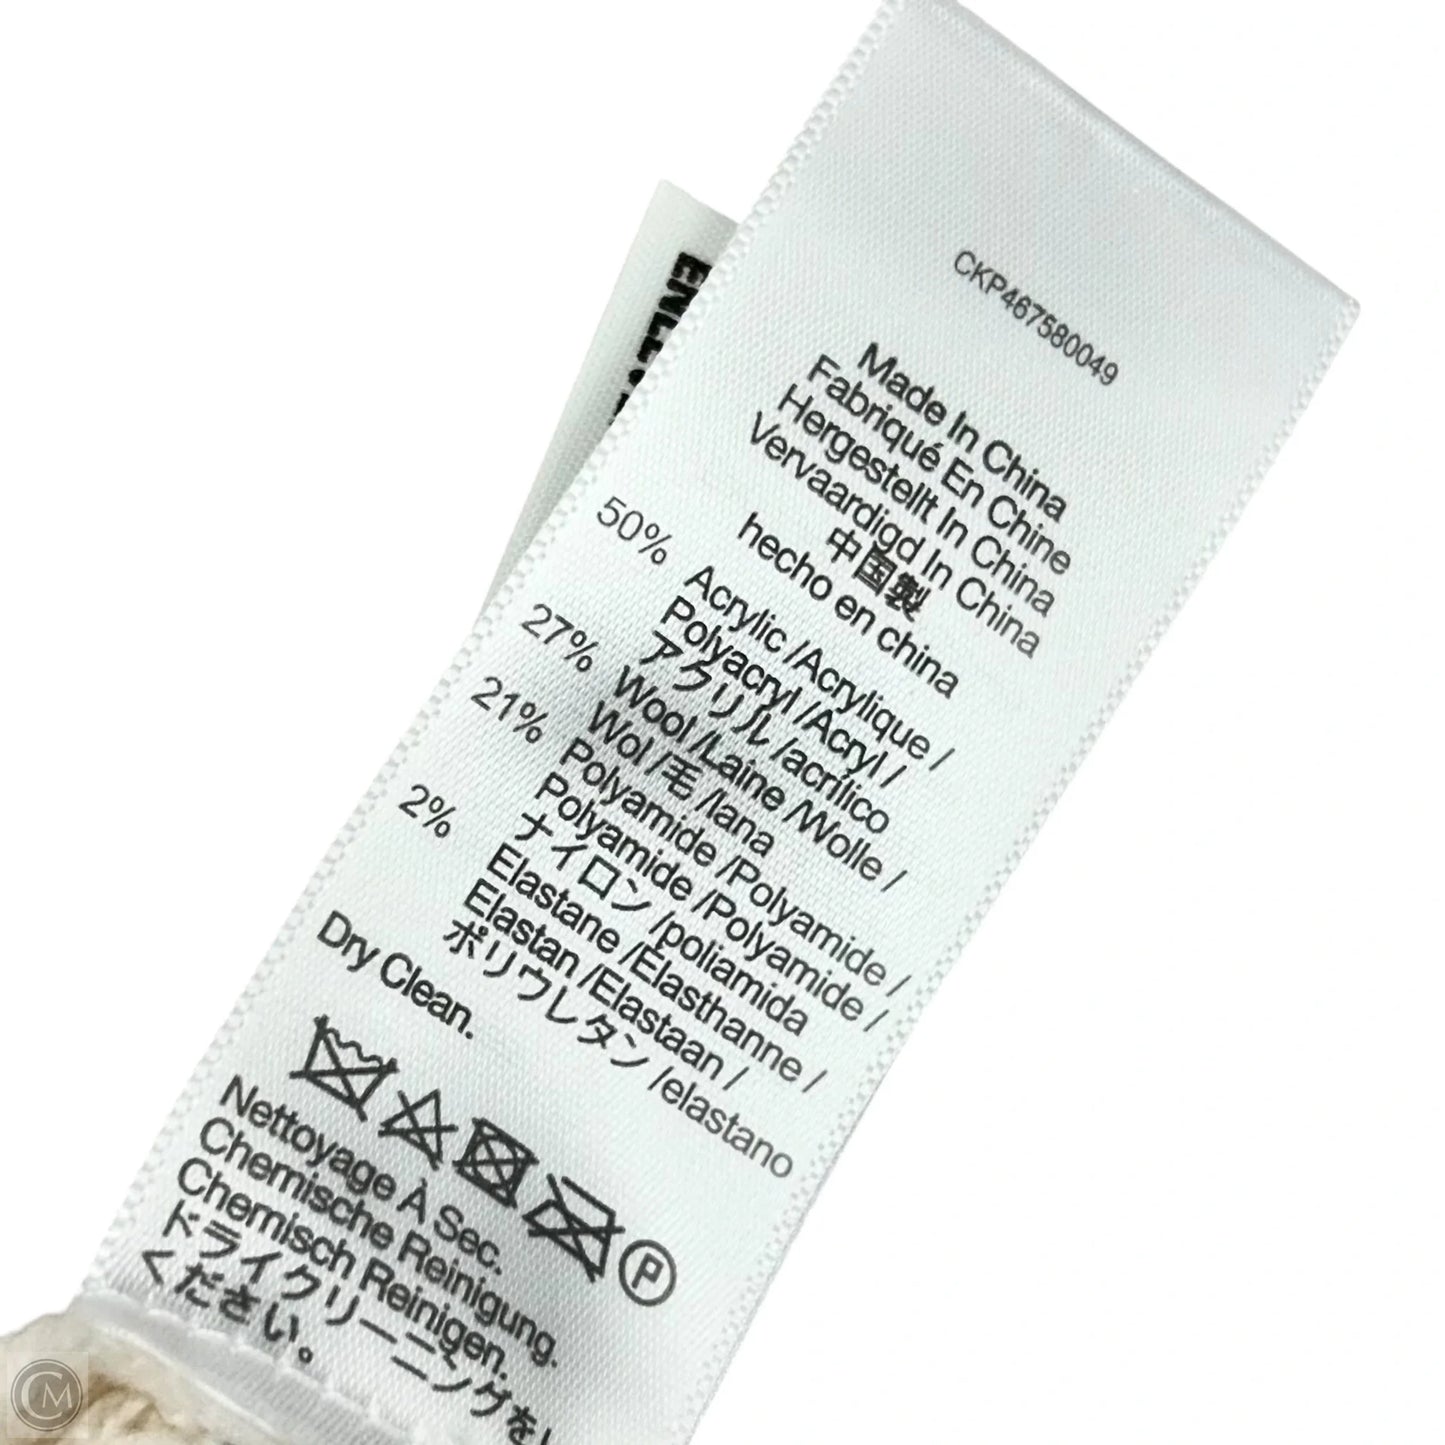 CKP467580049
Made In China
Fabriqué En Chine
Hergestellt In China
Vervaardigd In China
中国製
hecho en china
50% Acrylic /Acrylique /
Polyacryl /Acryl /
アクリル /acrílico
27% Wool /Laine /Wolle /
Wol /毛 /lana
21% Polyamide /Polyamide /
Polyamide /Polyamide /
ナイロン /poliamida
2% Elastane /Elasthanne /
Elastan /Elastaan /
ポリウレタン /elastano
Dry Clean.
P
Nettoyage À Sec.
Chemische Reinigung.
Chemisch Reinigen.
ドライクリーニングをし
ください。
CM